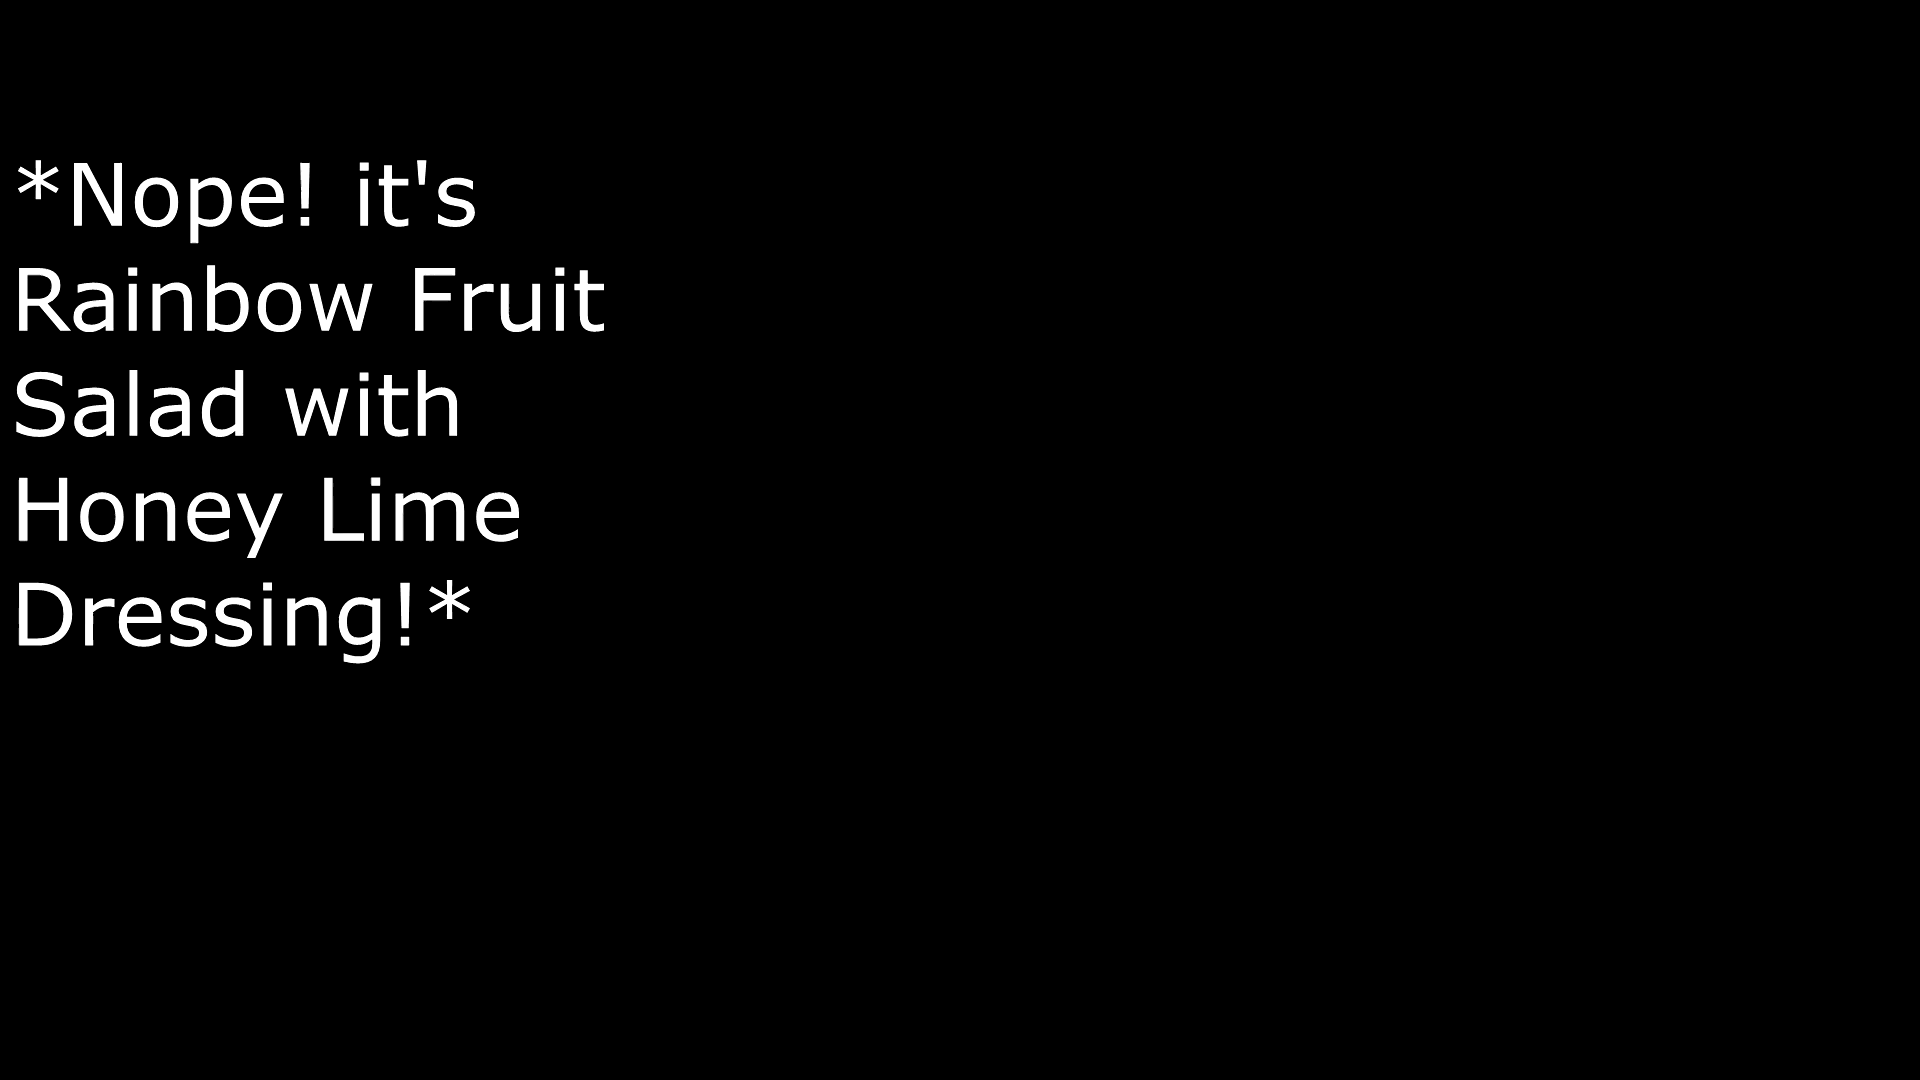 *Nope! it's
Rainbow Fruit
Salad with
Honey Lime
Dressing!*